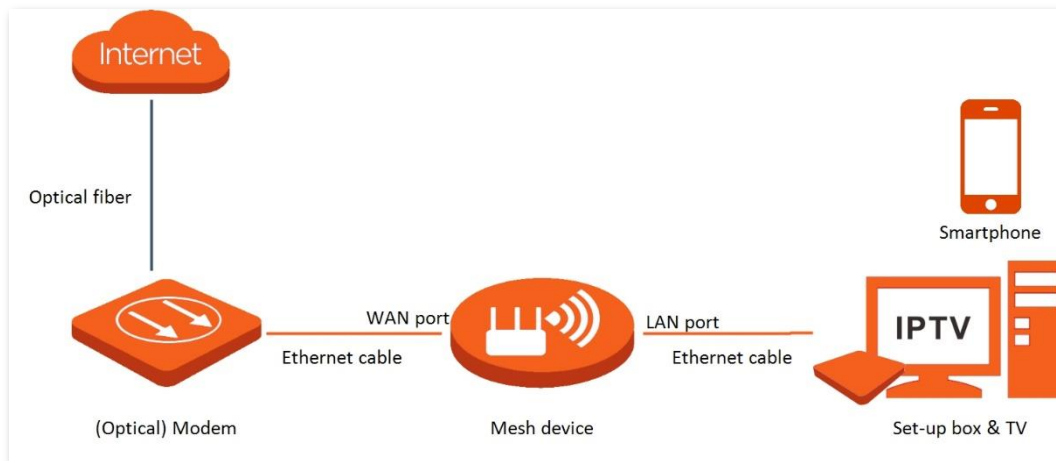 Internet
Optical fiber
Smartphone
WAN port
LAN port
IPTV
Ethernet cable
Ethernet cable
(Optical) Modem
Mesh device
Set-up box & TV